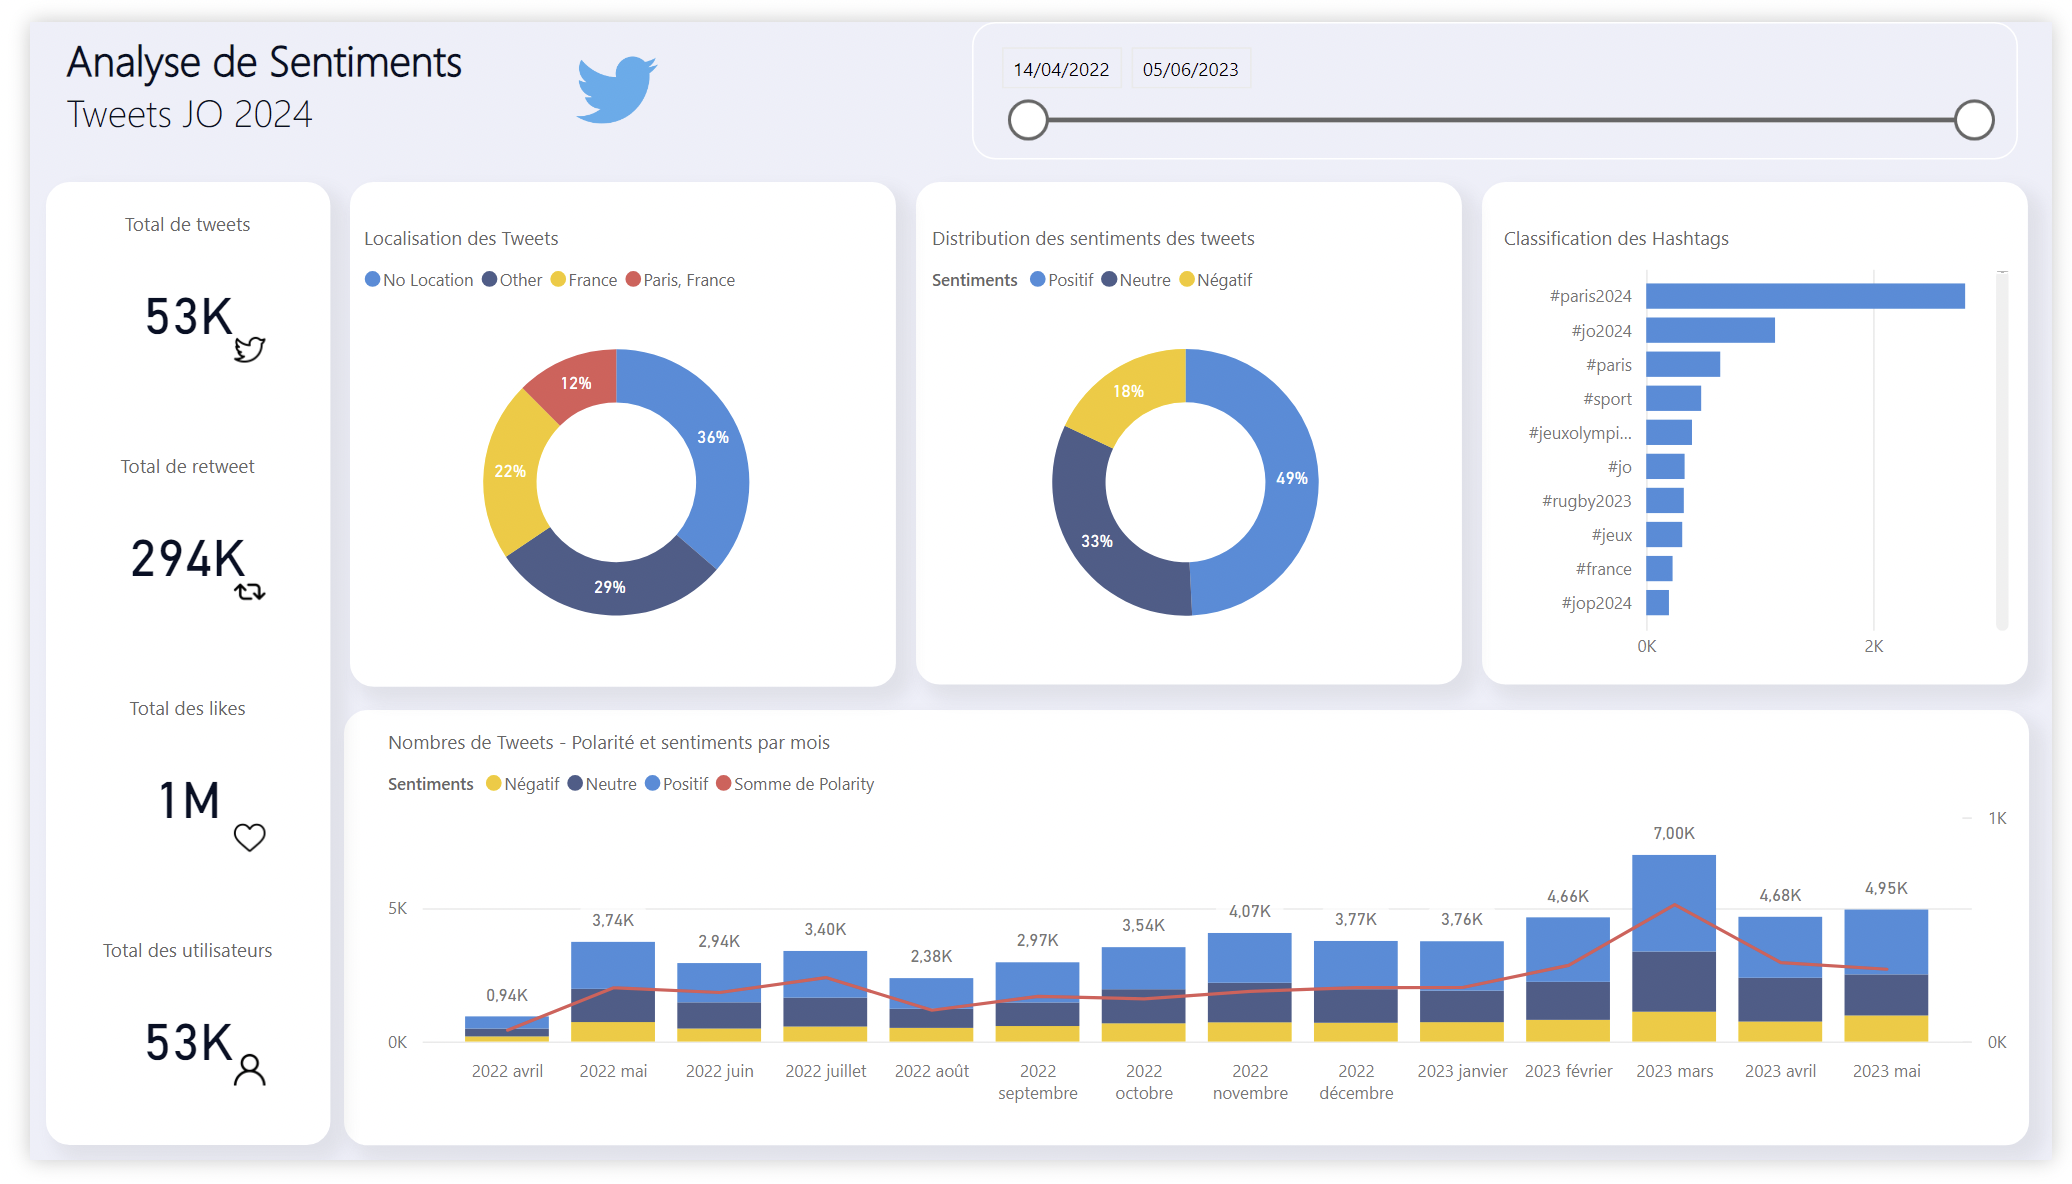 Analyse de Sentiments
Tweets JO 2024
14/04/2022 05/06/2023
Total de tweets
53K
Total de retweet
294K
Total des likes
1M
Total des utilisateurs
53K
Localisation des Tweets
No Location Other France Paris, France
12%
36%
22%
29%
Distribution des sentiments des tweets
Sentiments Positif Neutre Négatif
18%
49%
33%
Classification des Hashtags
#paris2024
#jo2024
#paris
#sport
#jeuxolympi...
#jo
#rugby2023
#jeux
#france
#jop2024
0K 2K
Nombres de Tweets - Polarité et sentiments par mois
Sentiments Négatif Neutre Positif Somme de Polarity
1K
5K
0K
0K
0,94K
3,74K
2,94K
3,40K
2,38K
2,97K
3,54K
4,07K
3,77K
3,76K
4,66K
7,00K
4,68K
4,95K
2022 avril
2022 mai
2022 juin
2022 juillet
2022 août
2022
septembre
2022
octobre
2022
novembre
2022
décembre
2023 janvier
2023 février
2023 mars
2023 avril
2023 mai